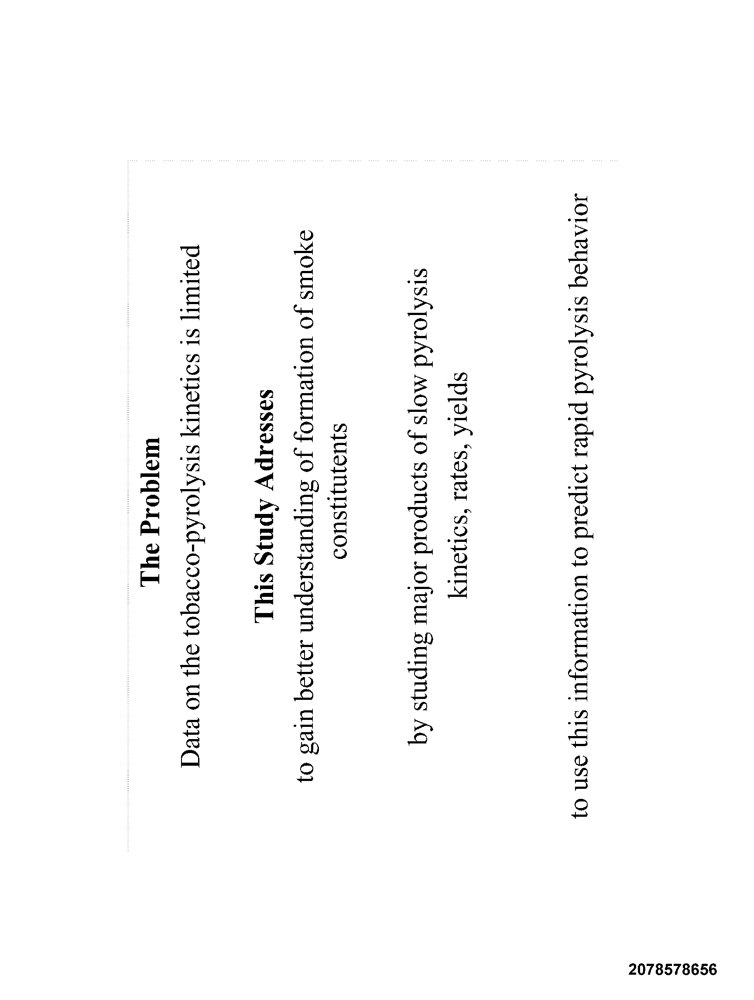 The Problem
Data on the tobacco-pyrolysis kinetics is limited
This Study Adresses
to gain better understanding of formation of smoke
constitutents
by studing major products of slow pyrolysis
kinetics, rates, yields
to use this information to predict rapid pyrolysis behavior
2078578656